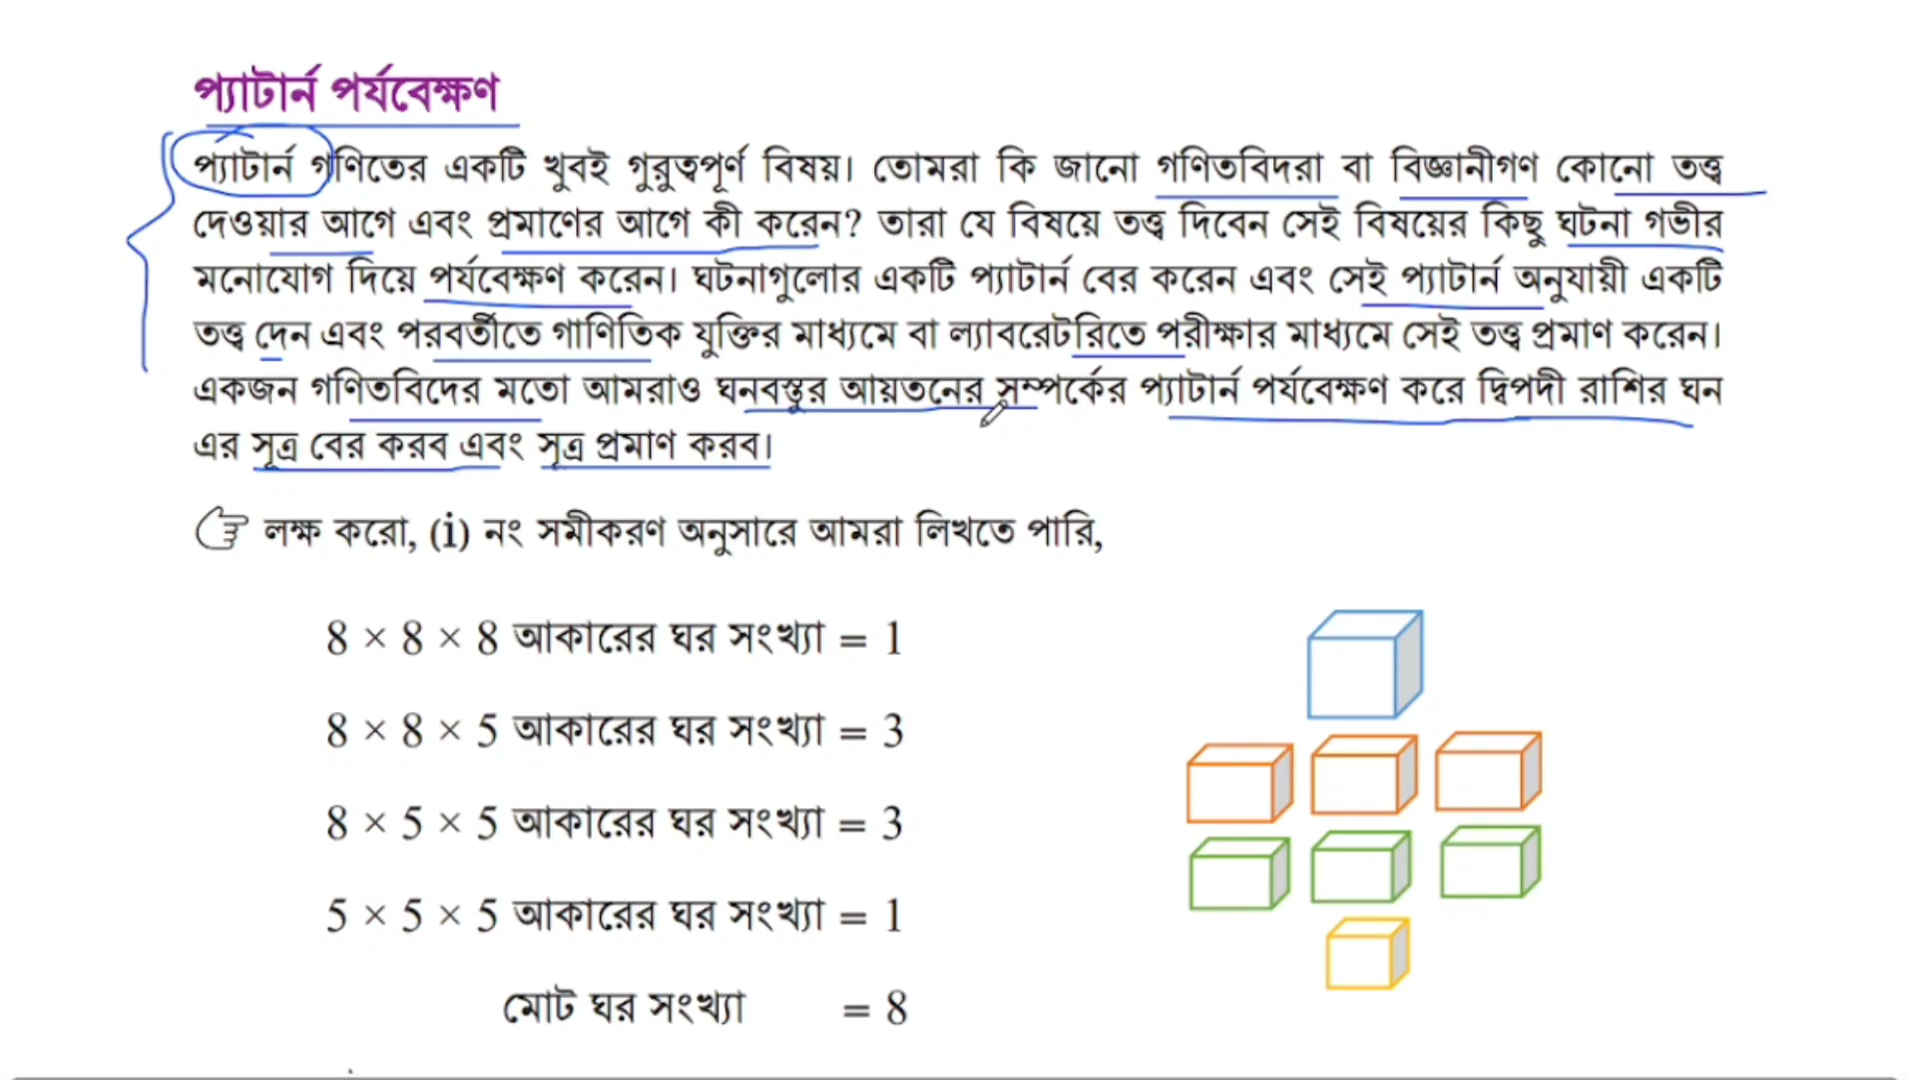 প্যাটার্ন পর্যবেক্ষণ
প্যাটার্ন গণিতের একটি খুবই গুরুত্বপূর্ণ বিষয়। তোমরা কি জানো গণিতবিদরা বা বিজ্ঞানীগণ কোনো তত্ত্ব
দেওয়ার আগে এবং প্রমাণের আগে কী করেন? তারা যে বিষয়ে তত্ত্ব দিবেন সেই বিষয়ের কিছু ঘটনা গভীর
মনোযোগ দিয়ে পর্যবেক্ষণ করেন। ঘটনাগুলোর একটি প্যাটার্ন বের করেন এবং সেই প্যাটার্ন অনুযায়ী একটি
তত্ত্ব দেন এবং পরবর্তীতে গাণিতিক যুক্তির মাধ্যমে বা ল্যাবরেটরিতে পরীক্ষার মাধ্যমে সেই তত্ত্ব প্রমাণ করেন।
একজন গণিতবিদের মতো আমরাও ঘনবস্তুর আয়তনের সম্পর্কের প্যাটার্ন পর্যবেক্ষণ করে দ্বিপদী রাশির ঘন
এর সূত্র বের করব এবং সূত্র প্রমাণ করব।
লক্ষ করো, (i) নং সমীকরণ অনুসারে আমরা লিখতে পারি,
8 × 8 × 8 আকারের ঘর সংখ্যা = 1
8 × 8 × 5 আকারের ঘর সংখ্যা = 3
8 × 5 × 5 আকারের ঘর সংখ্যা = 3
5 × 5 × 5 আকারের ঘর সংখ্যা = 1
মোট ঘর সংখ্যা = 8